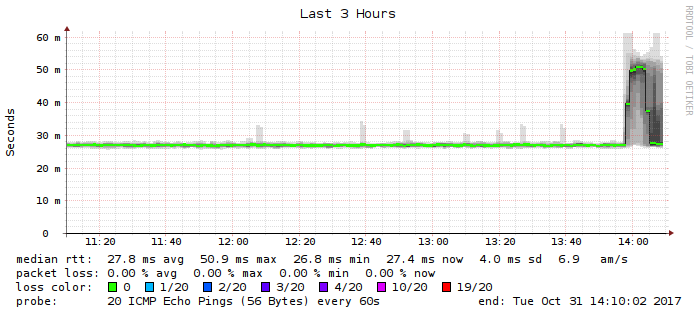 Last 3 Hours
RRDTOOL / TOBI OETIKER
Seconds
60 m
50 m
40 m
30 m
20 m
10 m
0
11:20 11:40 12:00 12:20 12:40 13:00 13:20 13:40 14:00
median rtt: 27.8 ms avg 50.9 ms max 26.8 ms min 27.4 ms now 4.0 ms sd 6.9 am/s
packet loss: 0.00 % avg 0.00 % max 0.00 % min 0.00 % now
loss color: 0 1/20 2/20 3/20 4/20 10/20 19/20
probe: 20 ICMP Echo Pings (56 Bytes) every 60s end: Tue Oct 31 14:10:02 2017